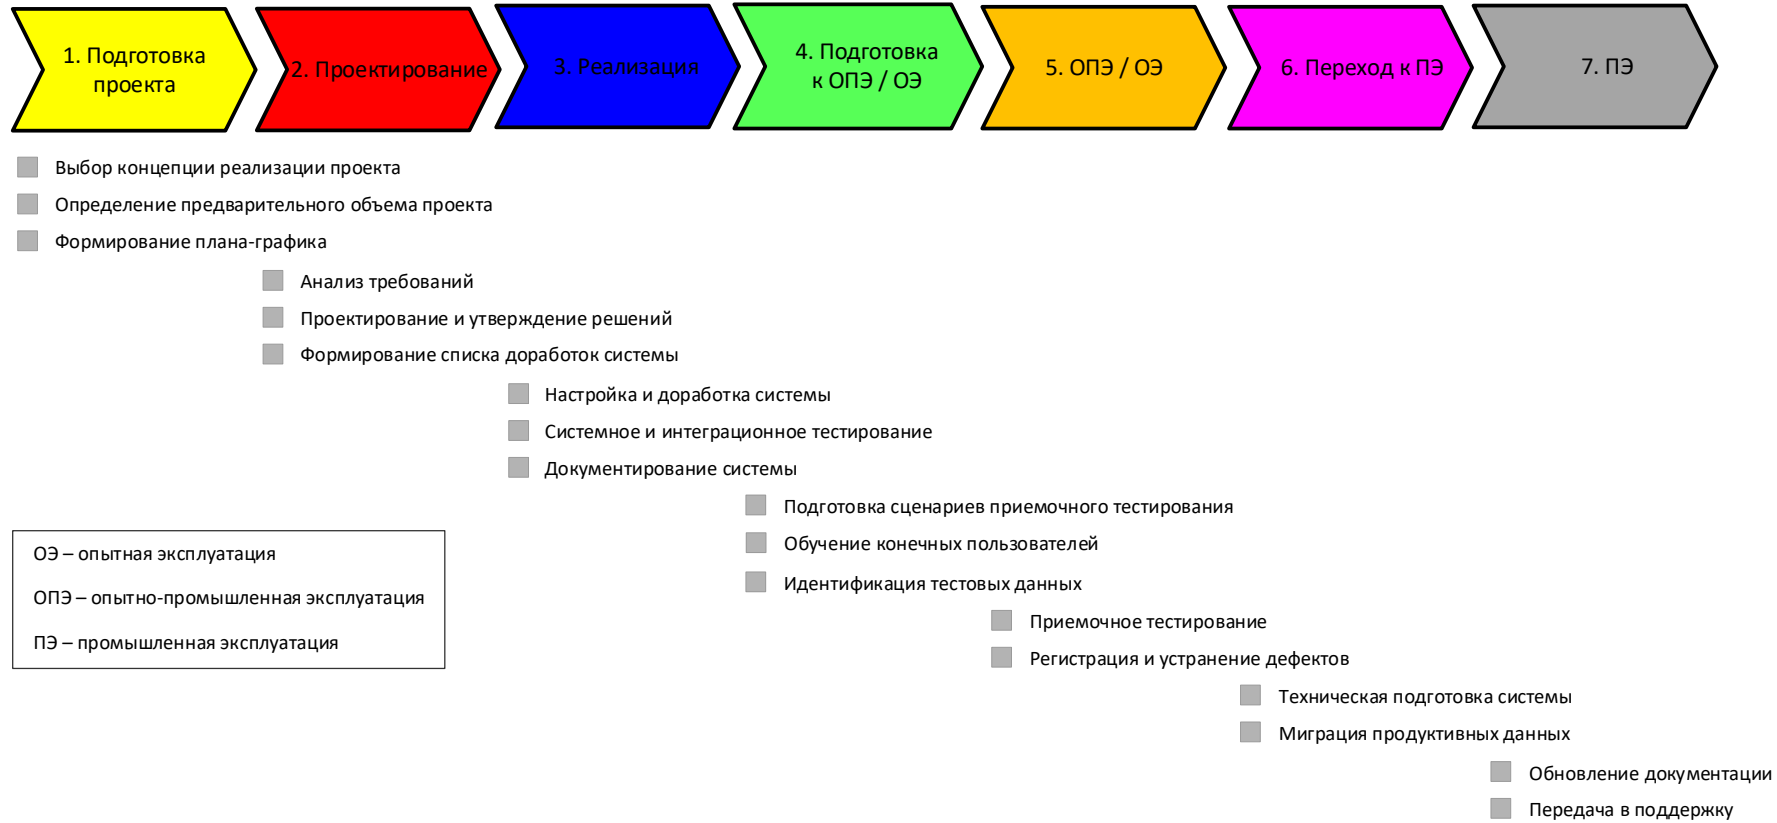 1. Подготовка
проекта
2. Проектирование
3. Реализация
4. Подготовка
к ОПЭ / ОЭ
5. ОПЭ / ОЭ
6. Переход к ПЭ
7. ПЭ
Выбор концепции реализации проекта
Определение предварительного объема проекта
Формирование плана-графика
Анализ требований
Проектирование и утверждение решений
Формирование списка доработок системы
Настройка и доработка системы
Системное и интеграционное тестирование
Документирование системы
Подготовка сценариев приемочного тестирования
Обучение конечных пользователей
Идентификация тестовых данных
Приемочное тестирование
Регистрация и устранение дефектов
Техническая подготовка системы
Миграция продуктивных данных
Обновление документации
Передача в поддержку
ОЭ – опытная эксплуатация
ОПЭ – опытно-промышленная эксплуатация
ПЭ – промышленная эксплуатация